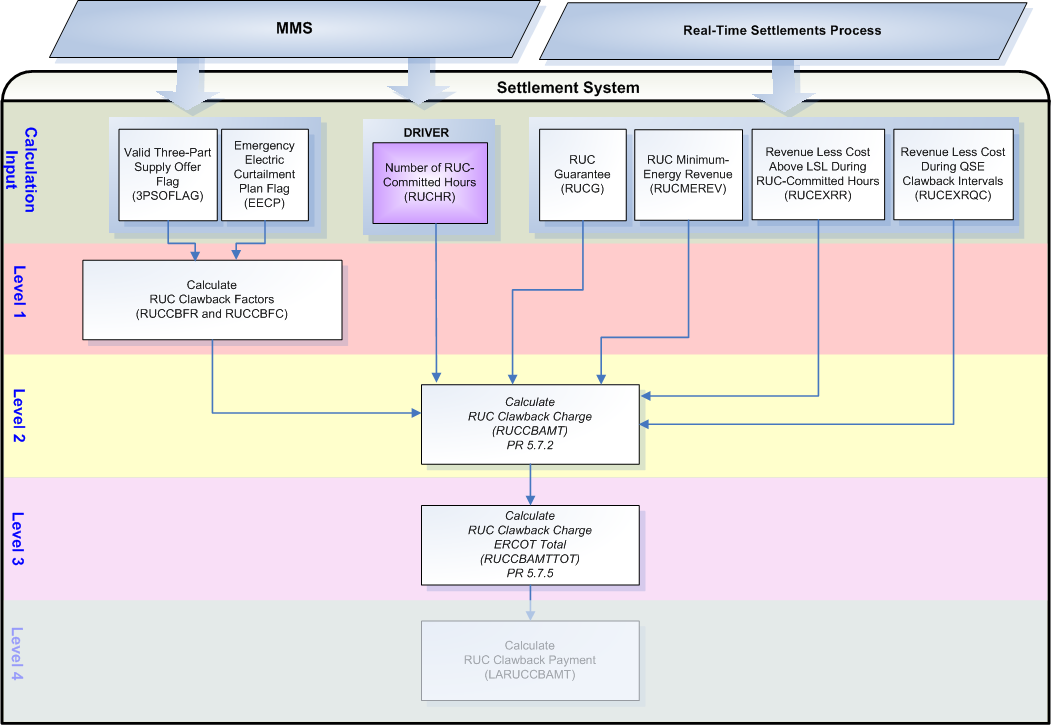 MMS
Real-Time Settlements Process
Settlement System
Calculation
Input
Valid Three-Part
Supply Offer
Flag
(3PSOFLAG)
Emergency
Electric
Curtailment
Plan Flag
(EECP)
DRIVER
Number of RUC-
Committed Hours
(RUCHR)
RUC
Guarantee
(RUCG)
RUC Minimum-
Energy Revenue
(RUCMEREV)
Revenue Less Cost
Above LSL During
RUC-Committed Hours
(RUCEXRR)
Revenue Less Cost
During QSE
Clawback Intervals
(RUCEXRQC)
Level 1
Calculate
RUC Clawback Factors
(RUCCBFR and RUCCBFC)
Level 2
Calculate
RUC Clawback Charge
(RUCCBAMT)
PR 5.7.2
Level 3
Calculate
RUC Clawback Charge
ERCOT Total
(RUCCBAMTTOT)
PR 5.7.5
Level 4
Calculate
RUC Clawback Payment
(LARUCCBAMT)